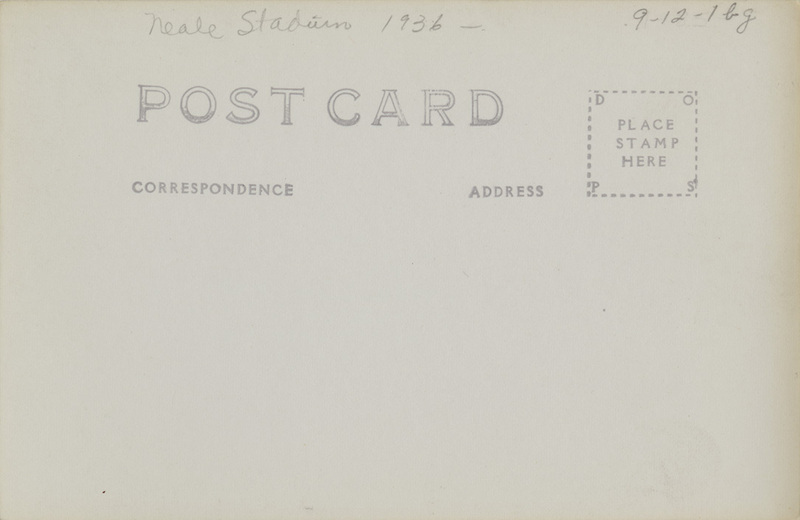 Neale Stadium 1936 —
9-12-1bg
POST CARD
D O
PLACE
STAMP
HERE
P S
CORRESPONDENCE ADDRESS